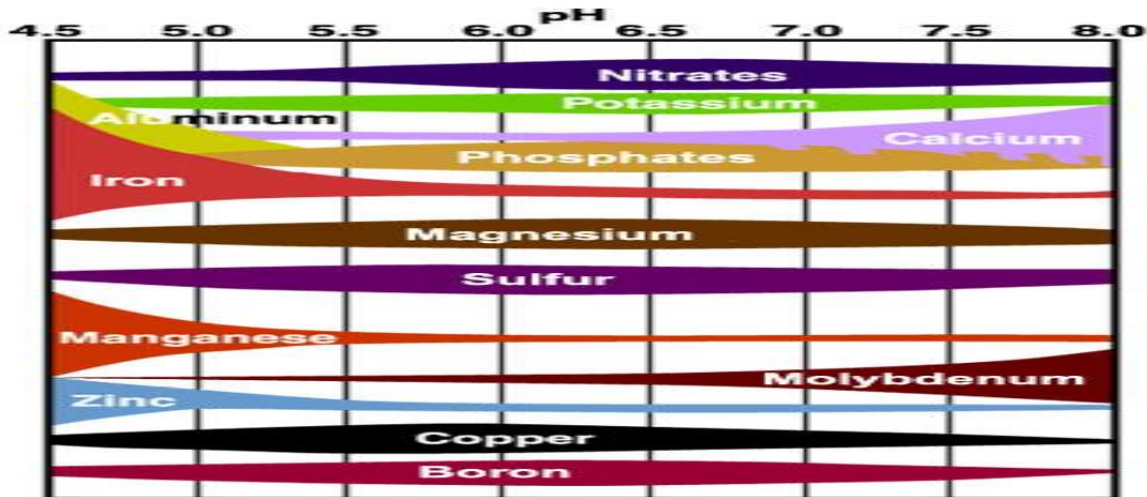 pH
4.5 5.0 5.5 6.0 6.5 7.0 7.5 8.0
Nitrates
Potassium
Aluminum
Calcium
Phosphates
Iron
Magnesium
Sulfur
Manganese
Molybdenum
Zinc
Copper
Boron